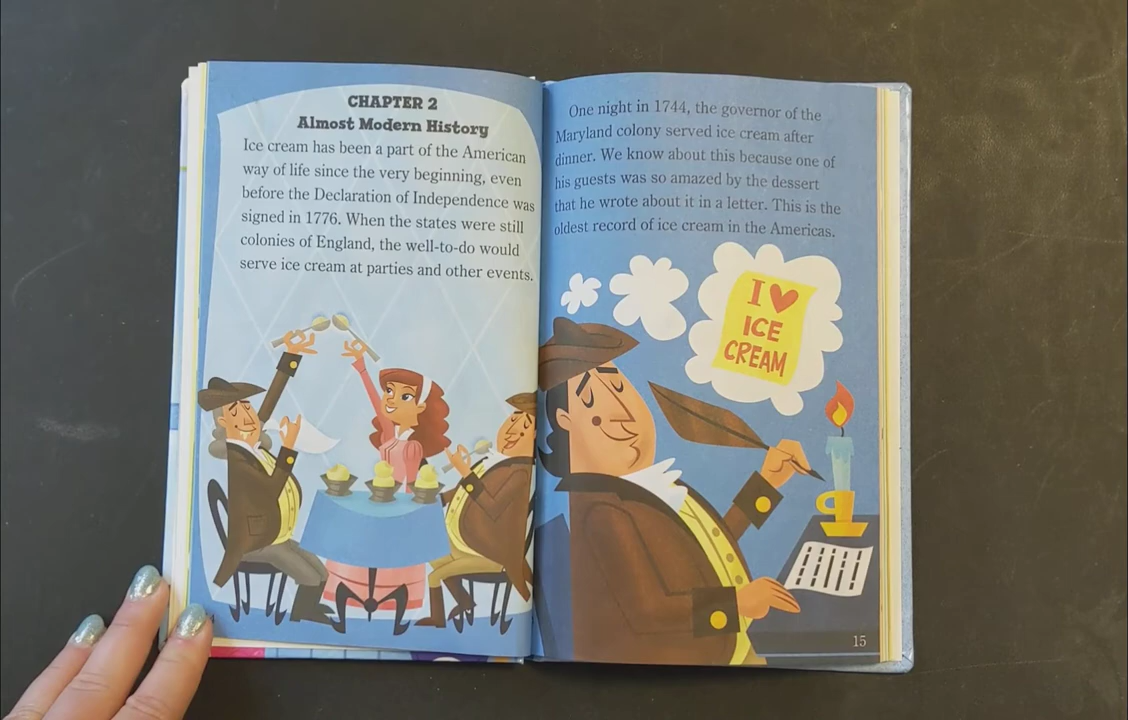 CHAPTER 2
Almost Modern History
Ice cream has been a part of the American
way of life since the very beginning, even
before the Declaration of Independence was
signed in 1776. When the states were still
colonies of England, the well-to-do would
serve ice cream at parties and other events.
One night in 1744, the governor of the
Maryland colony served ice cream after
dinner. We know about this because one of
his guests was so amazed by the dessert
that he wrote about it in a letter. This is the
oldest record of ice cream in the Americas.
I ❤
ICE
CREAM
15